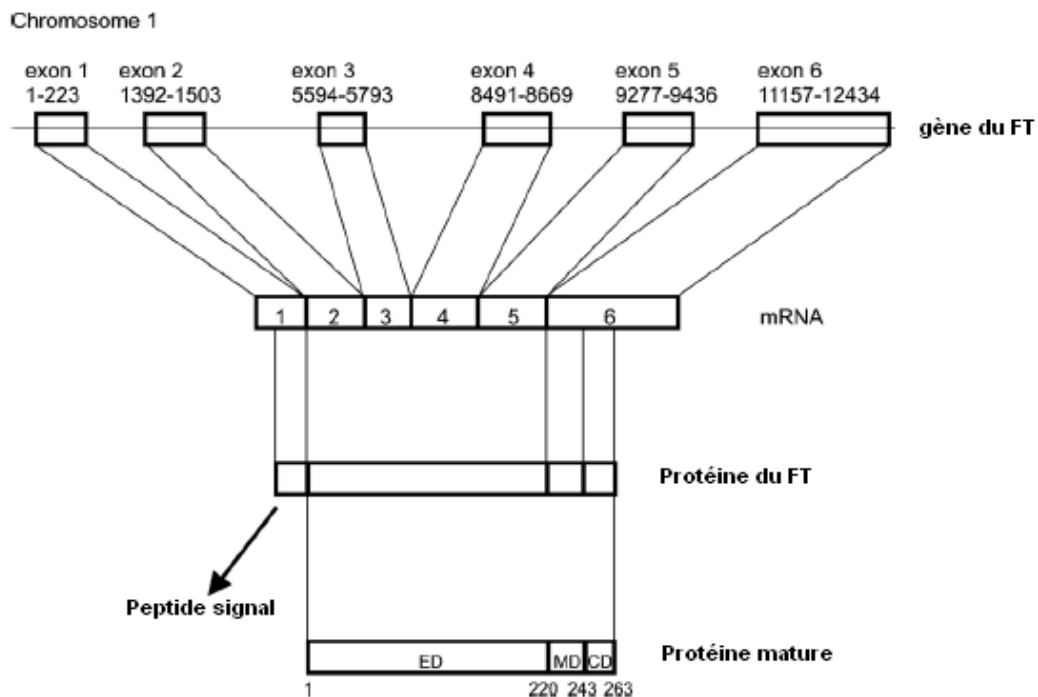 Chromosome 1
exon 1 exon 2 exon 3 exon 4 exon 5 exon 6
1-223 1392-1503 5594-5793 8491-8669 9277-9436 11157-12434
gène du FT
1 2 3 4 5 6 mRNA
Protéine du FT
Peptide signal
Protéine mature
ED MD CD
1 220 243 263